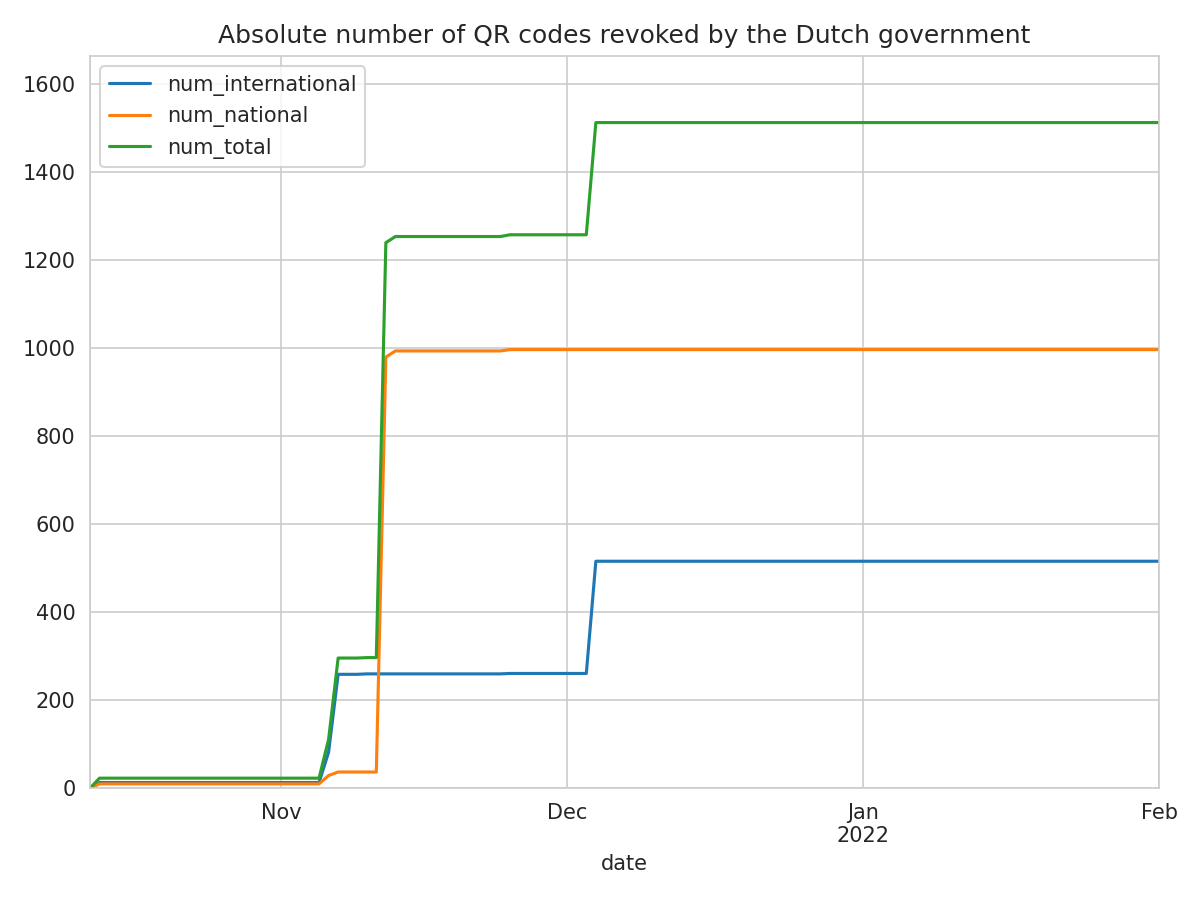 Absolute number of QR codes revoked by the Dutch government
num_international
num_national
num_total
1600
1400
1200
1000
800
600
400
200
0
Nov
Dec
Jan
2022
Feb
date